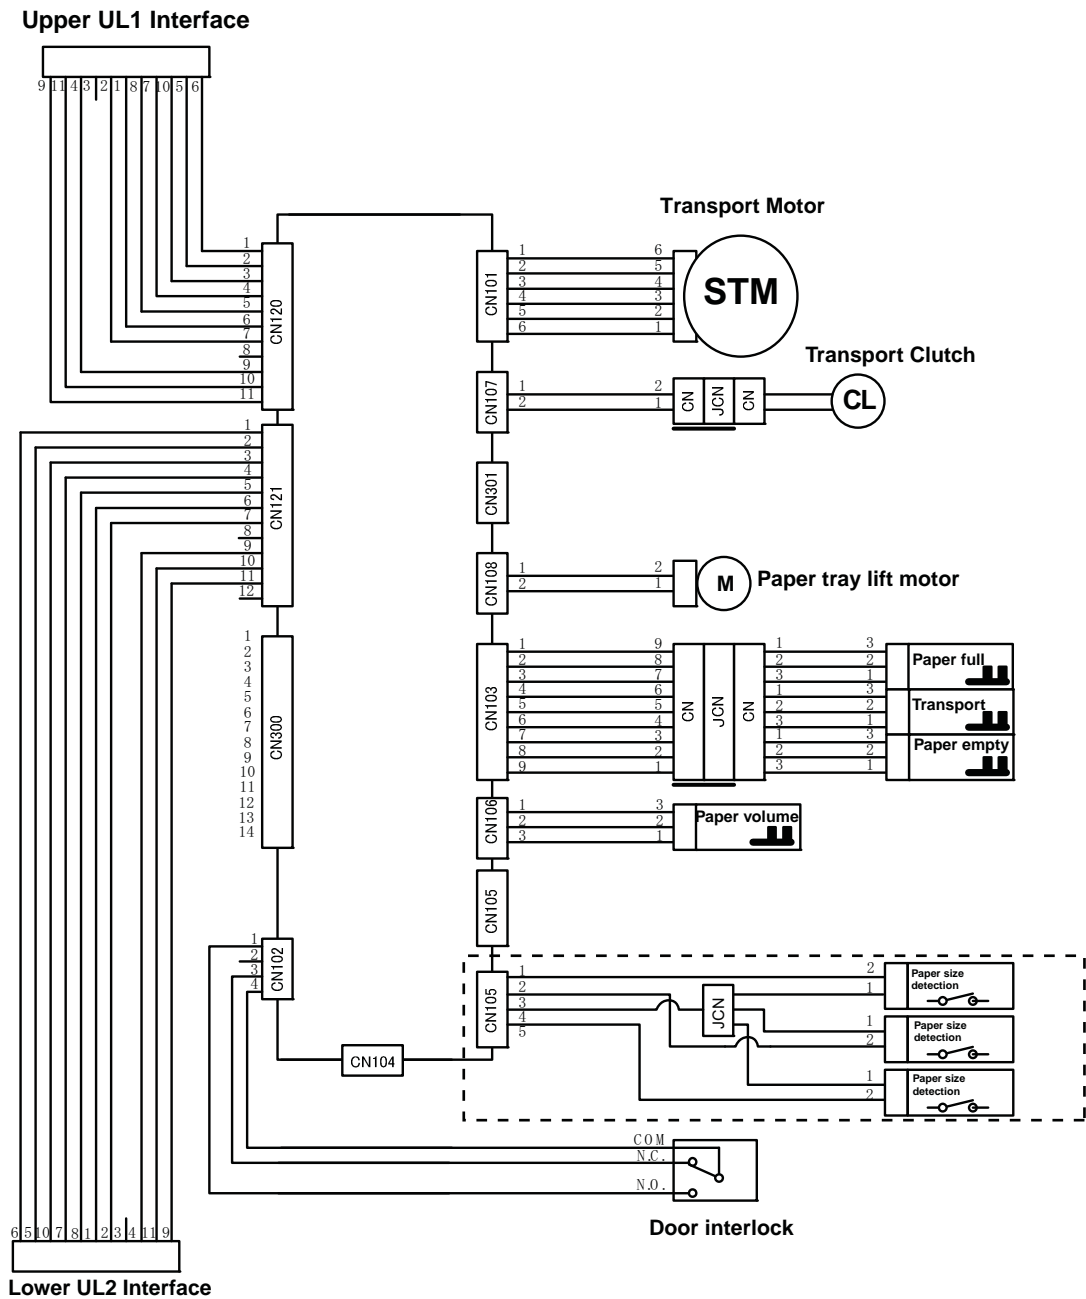 Upper UL1 Interface
9 11 4 3 2 1 8 7 10 5 6
Transport Motor
1 2 3 4 5 6 7 8 9 10 11
CN120
CN101
1 2 3 4 5 6
6 5 4 3 2 1
STM
Transport Clutch
CN107
1 2
2 1
CN JCN CN
CL
1 2 3 4 5 6 7 8 9 10 11 12
CN121
CN301
CN108
1 2
2 1
M
Paper tray lift motor
1 2 3 4 5 6 7 8 9 10 11 12 13 14
CN300
CN103
1 2 3 4 5 6 7 8 9
9 8 7 6 5 4 3 2 1
CN JCN CN
1 2 3 1 2 3 1 2 3
3 2 1 3 2 1 3 2 1
Paper full
Transport
Paper empty
CN106
1 2 3
3 2 1
Paper volume
CN105
1 2 3 4
CN102
CN105
1 2 3 4 5
JCN
2 1
Paper size
detection
1 2
Paper size
detection
1 2
Paper size
detection
CN104
COM
N.C.
N.O.
Door interlock
6 5 10 7 8 1 2 3 4 11 9
Lower UL2 Interface